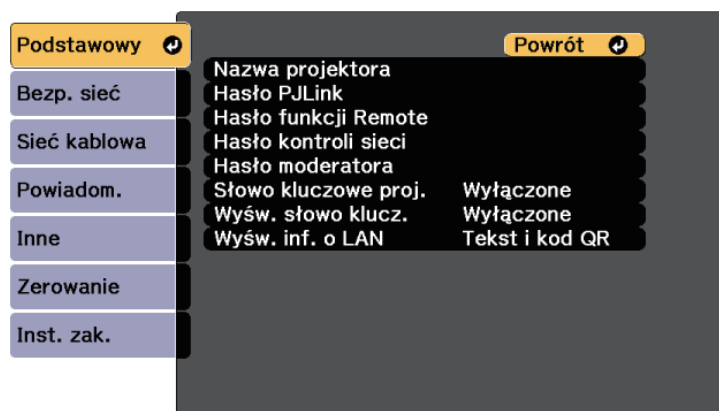 Podstawowy
Bezp. sieć
Sieć kablowa
Powiadom.
Inne
Zerowanie
Inst. zak.
Powrót
Nazwa projektora
Hasło PJLink
Hasło funkcji Remote
Hasło kontroli sieci
Hasło moderatora
Słowo kluczowe proj. Wyłączone
Wyśw. słowo klucz. Wyłączone
Wyśw. inf. o LAN Tekst i kod QR